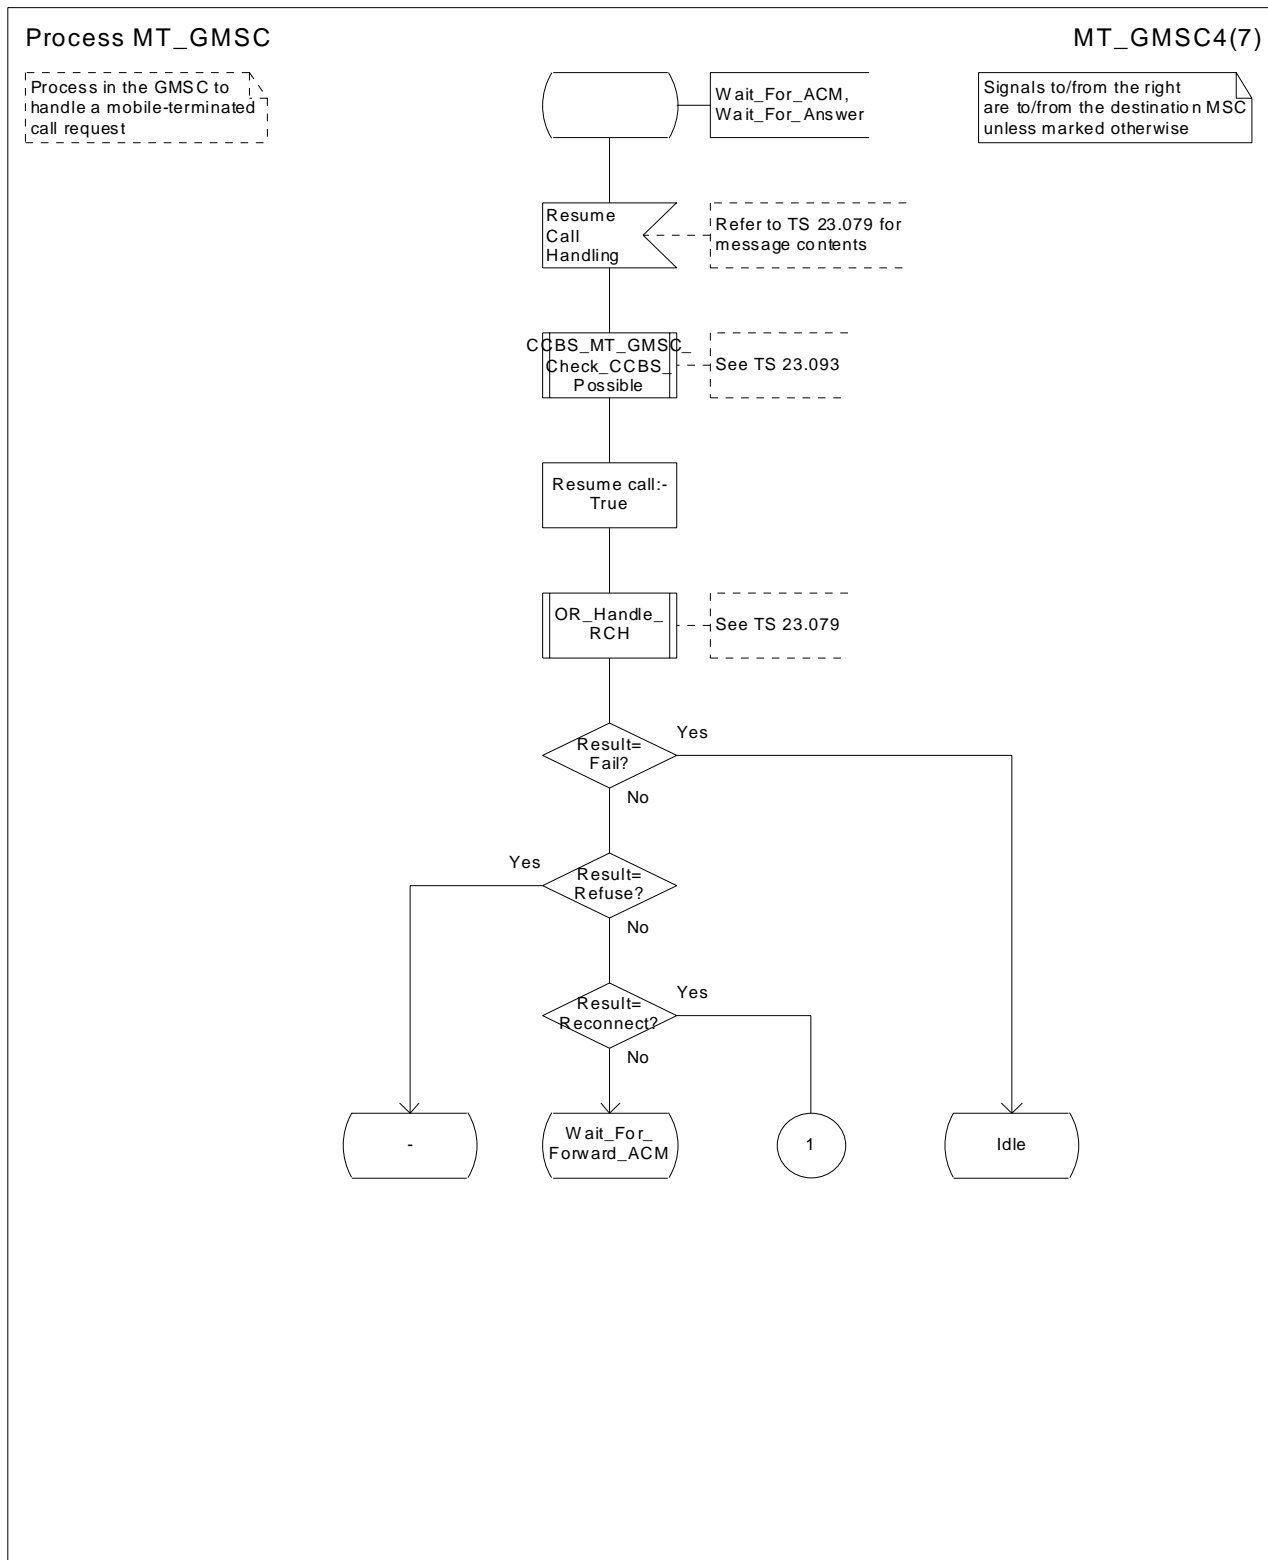 Process MT_GMSC
MT_GMSC4(7)
Process in the GMSC to
handle a mobile-terminated
call request
Wait_For_ACM,
Wait_For_Answer
Signals to/from the right
are to/from the destination MSC
unless marked otherwise
Resume
Call
Handling
Refer to TS 23.079 for
message contents
CCBS_MT_GMSC_
Check_CCBS_
Possible
See TS 23.093
Resume call:-
True
OR_Handle_
RCH
See TS 23.079
Result=
Fail?
Yes
No
Yes
Result=
Refuse?
No
Result=
Reconnect?
Yes
No
-
Wait_For_
Forward_ACM
1
Idle